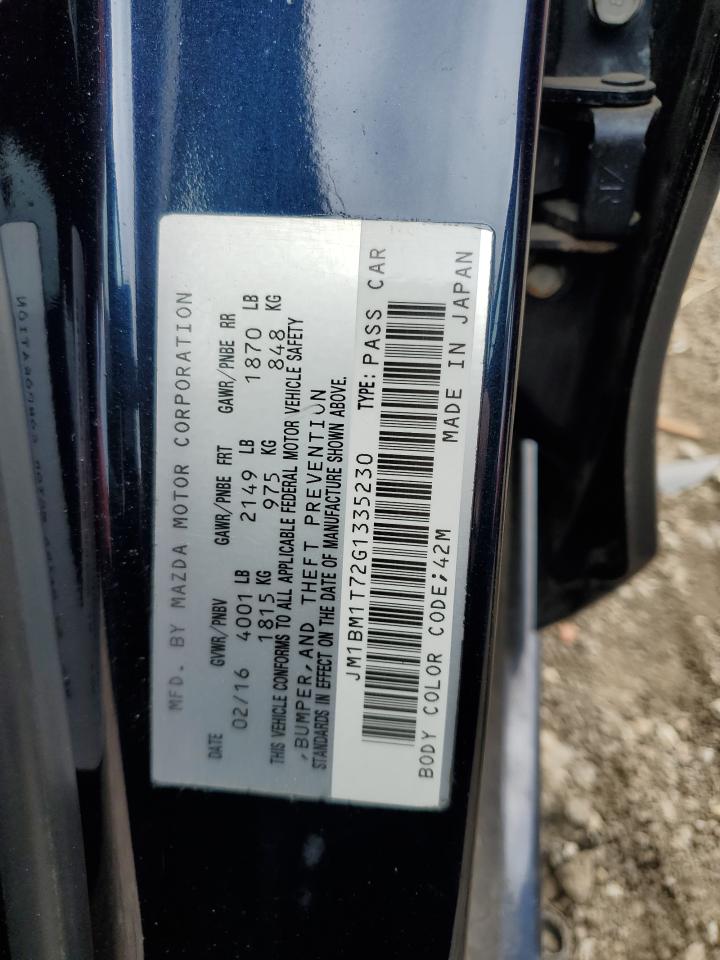 MFD. BY MAZDA MOTOR CORPORATION
DATE GVWR/PNBV GAWR/PNBE FRT GAWR/PNBE RR
02/16 4001 LB 2149 LB 1870 LB
1815 KG 975 KG 848 KG
THIS VEHICLE CONFORMS TO ALL APPLICABLE FEDERAL MOTOR VEHICLE SAFETY
,BUMPER,AND THEFT PREVENTION
STANDARDS IN EFFECT ON THE DATE OF MANUFACTURE SHOWN ABOVE.
JM1BM1T72G1335230 TYPE: PASS CAR
BODY COLOR CODE;42M MADE IN JAPAN